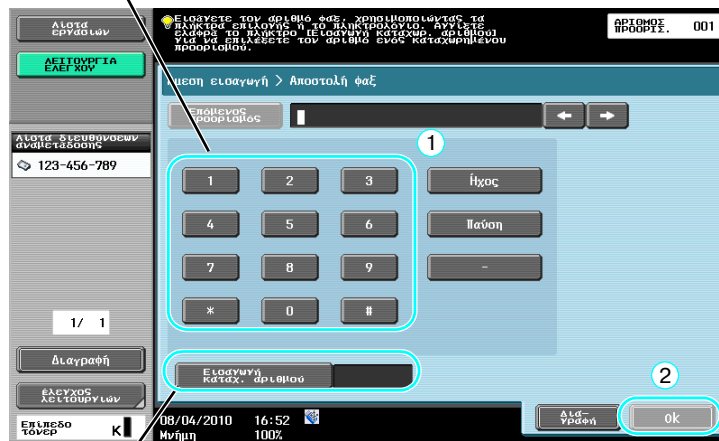 Λίστα
εργασιών
ΛΕΙΤΟΥΡΓΙΑ
ΕΛΕΓΧΟΥ
Εισάγετε τον αριθμό φαξ, χρησιμοποιώντας τα
πλήκτρα επιλογής ή το πληκτρολόγιο. Αγγίξτε
ελαφρά το πλήκτρο [Εισαγωγή καταχωρ. αριθμού]
για να επιλέξετε τον αριθμό ενός καταχωρημένου
προορισμού.
ΑΡΙΘΜΟΣ
ΠΡΟΟΡΙΣ. 001
μεση εισαγωγή > Αποστολή φαξ
Επόμενος
προορισμός
← →
Λίστα διευθύνσεων
αναμετάδοσης
123-456-789
1
1 2 3 Ήχος
4 5 6 Παύση
7 8 9 -
* 0 #
1/ 1
Διαγραφή
Εισαγωγή
καταχ. αριθμού
2
έλεγχος
λειτουργιών
Επίπεδο
τόνερ K
08/04/2010 16:52
Μνήμη 100%
Δια-
γραφή
ok